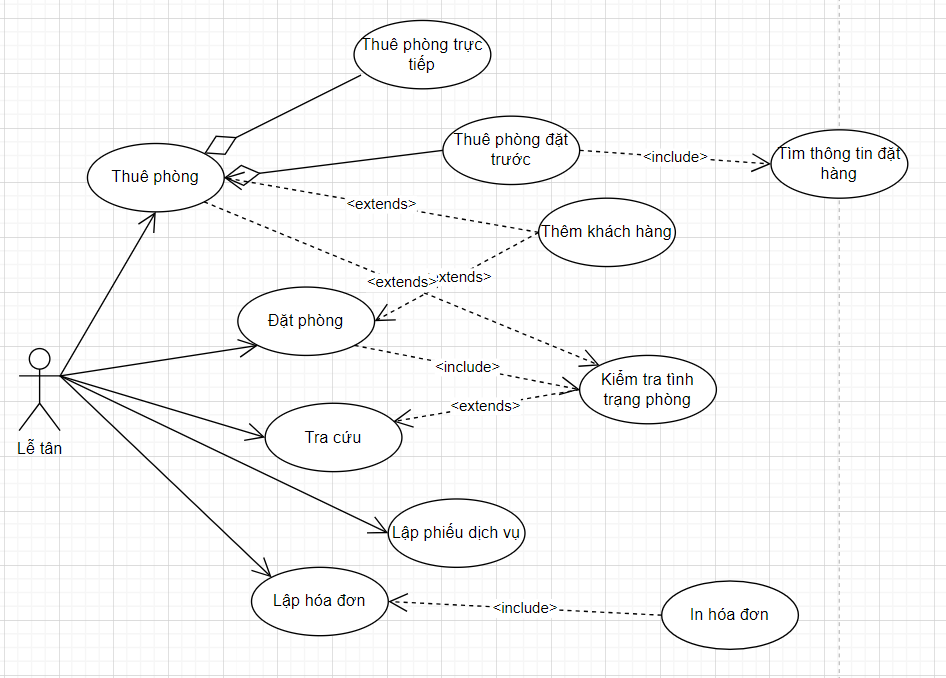 Thuê phòng trực
tiếp
Thuê phòng đặt
trước
<include>
Tìm thông tin đặt
hàng
Thuê phòng
<extends>
Thêm khách hàng
<extends>
xtends>
Đặt phòng
<include>
Kiểm tra tình
trạng phòng
<extends>
Tra cứu
Lễ tân
Lập phiếu dịch vụ
Lập hóa đơn
<include>
In hóa đơn